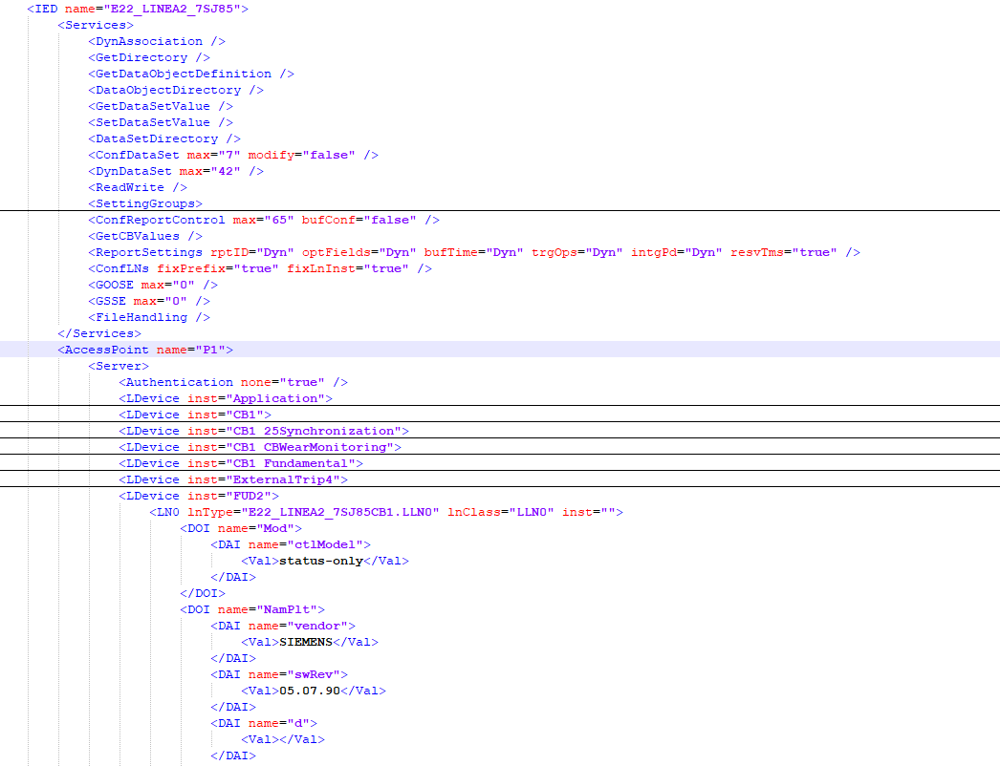 <IED name="E22_LINEA2_7SJ85">
<Services>
<DynAssociation />
<GetDirectory />
<GetDataObjectDefinition />
<DataObjectDirectory />
<GetDataSetValue />
<SetDataSetValue />
<DataSetDirectory />
<ConfDataSet max="7" modify="false" />
<DynDataSet max="42" />
<ReadWrite />
<SettingGroups>
<ConfReportControl max="65" bufConf="false" />
<GetCBValues />
<ReportSettings rptID="Dyn" optFields="Dyn" bufTime="Dyn" trgOps="Dyn" intgPd="Dyn" resvTms="true" />
<ConfLNs fixPrefix="true" fixLnInst="true" />
<GOOSE max="0" />
<GSSE max="0" />
<FileHandling />
</Services>
<AccessPoint name="P1">
<Server>
<Authentication none="true" />
<LDevice inst="Application">
<LDevice inst="CB1">
<LDevice inst="CB1_25Synchronization">
<LDevice inst="CB1_CBWearMonitoring">
<LDevice inst="CB1_Fundamental">
<LDevice inst="ExternalTrip4">
<LDevice inst="FUD2">
<LN0 lnType="E22_LINEA2_7SJ85CB1.LLN0" lnClass="LLN0" inst="">
<DOI name="Mod">
<DAI name="ctlModel">
<Val>status-only</Val>
</DAI>
</DOI>
<DOI name="NamPlt">
<DAI name="vendor">
<Val>SIEMENS</Val>
</DAI>
<DAI name="swRev">
<Val>05.07.90</Val>
</DAI>
<DAI name="d">
<Val></Val>
</DAI>